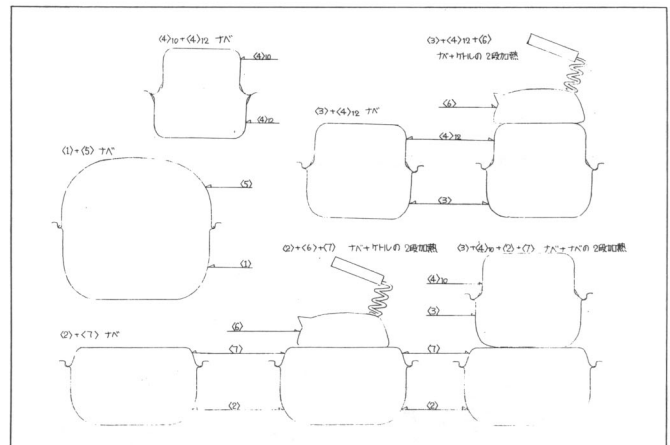 〈4〉10+〈4〉12 ナベ
〈4〉10
〈4〉12
〈3〉+〈4〉12+〈6〉
ナベ+ケトルの 2段加熱
〈6〉
〈3〉+〈4〉12 ナベ
〈4〉12
〈3〉
〈1〉+〈5〉 ナベ
〈5〉
〈1〉
〈2〉+〈6〉+〈7〉 ナベ+ケトルの 2段加熱
〈3〉+〈4〉10+〈2〉+〈7〉 ナベ+ナベの 2段加熱
〈4〉10
〈3〉
〈6〉
〈2〉+〈7〉 ナベ
〈7〉
〈7〉
〈2〉
〈2〉